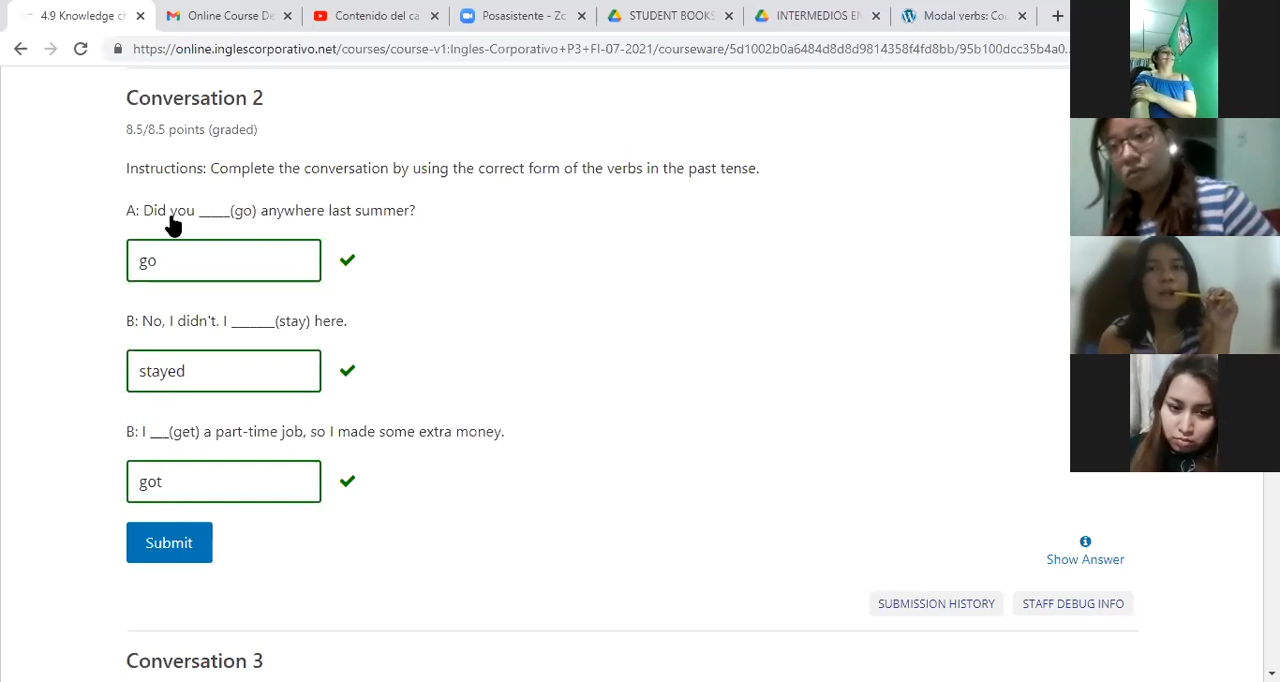 4.9 Knowledge ch
Online Course De
Contenido del ca
Posasistente - Zo
STUDENT BOOKS
INTERMEDIOS EN
Modal verbs: Cou
https://online.inglescorporativo.net/courses/course-v1:Ingles-Corporativo+P3+FI-07-2021/courseware/5d1002b0a6484d8d8d9814358f4fd8bb/95b100dcc35b4a0...
Conversation 2
8.5/8.5 points (graded)
Instructions: Complete the conversation by using the correct form of the verbs in the past tense.
A: Did you _____(go) anywhere last summer?
go
B: No, I didn't. I _______(stay) here.
stayed
B: I ___(get) a part-time job, so I made some extra money.
got
Submit
Show Answer
SUBMISSION HISTORY
STAFF DEBUG INFO
Conversation 3